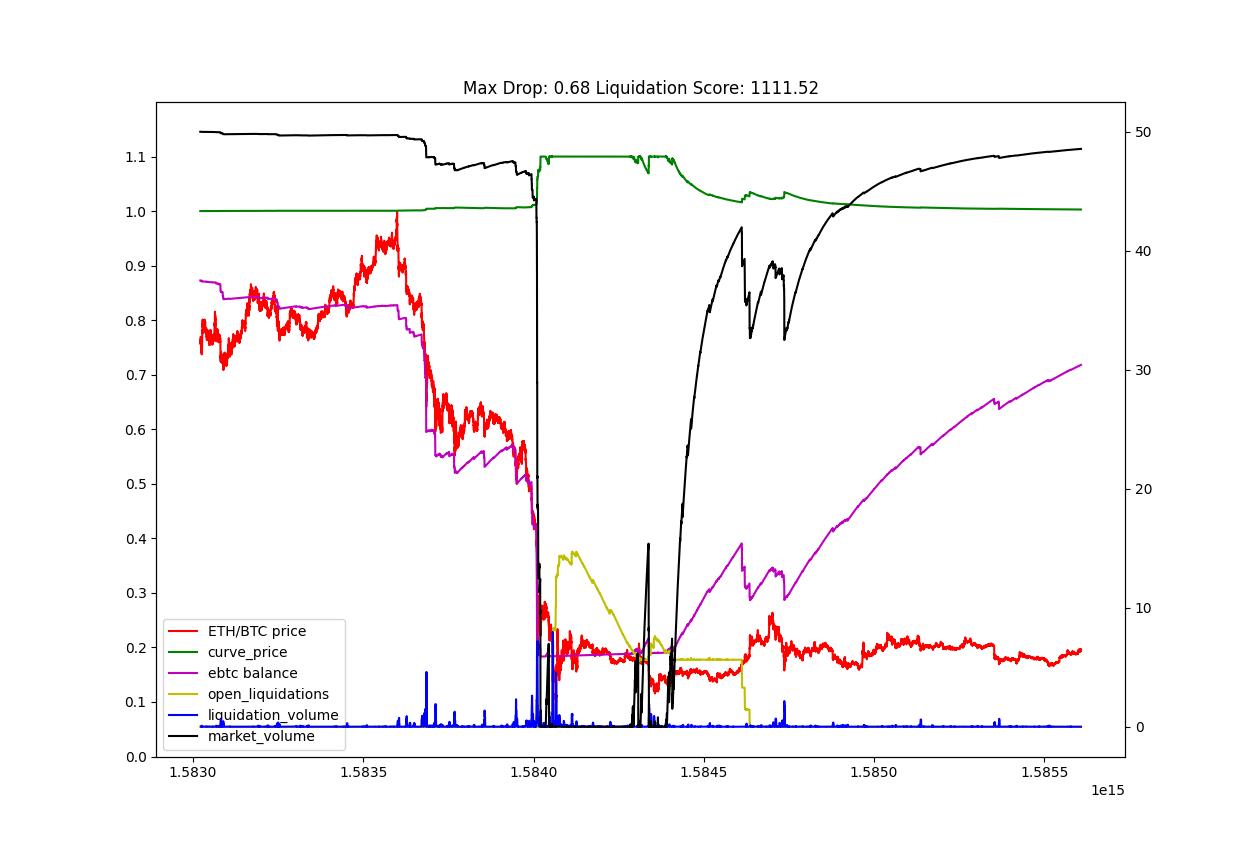 Max Drop: 0.68 Liquidation Score: 1111.52
1.1
1.0
0.9
0.8
0.7
0.6
0.5
0.4
0.3
0.2
0.1
0.0
50
40
30
20
10
0
ETH/BTC price
curve_price
ebtc balance
open_liquidations
liquidation_volume
market_volume
1.5830 1.5835 1.5840 1.5845 1.5850 1.5855
1e15